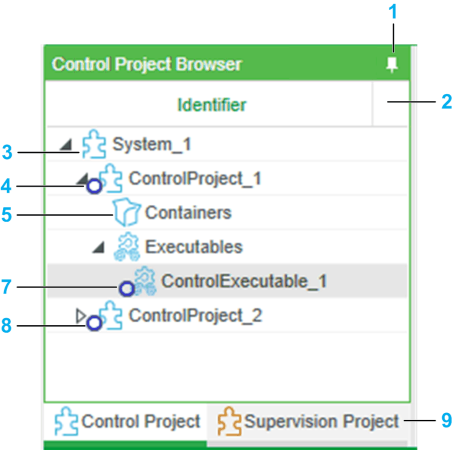 1
Control Project Browser
Identifier
2
3
System_1
4
ControlProject_1
5
Containers
Executables
7
ControlExecutable_1
8
ControlProject_2
Control Project
Supervision Project
9